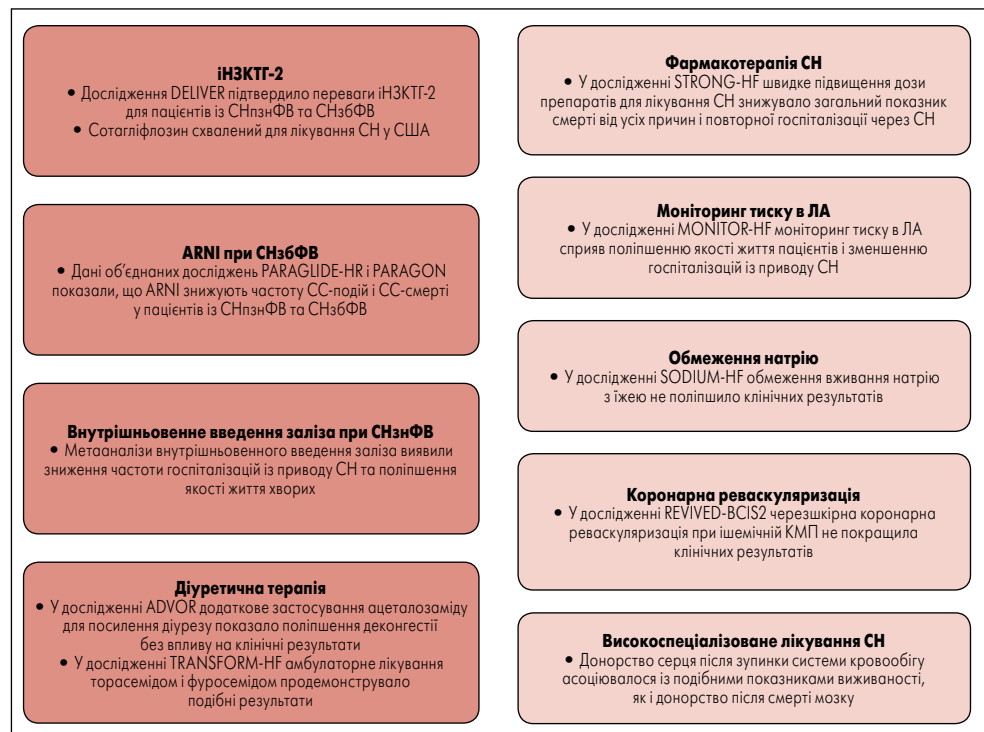 іНЗКТГ-2
• Дослідження DELIVER підтвердило переваги іНЗКТГ-2
для пацієнтів із СНпзнФВ та СНзбФВ
• Сотагліфлозин схвалений для лікування СН у США
ARNI при СНзбФВ
• Дані об’єднаних досліджень PARAGLIDE-HR і PARAGON
показали, що ARNI знижують частоту СС-подій і СС-смерті
у пацієнтів із СНпзнФВ та СНзбФВ
Внутрішньовенне введення заліза при СНзнФВ
• Метааналізи внутрішньовенного введення заліза виявили
зниження частоти госпіталізацій із приводу СН та поліпшення
якості життя хворих
Діуретична терапія
• У дослідженні ADVOR додаткове застосування ацеталозаміду
для посилення діурезу показало поліпшення деконгестії
без впливу на клінічні результати
• У дослідженні TRANSFORM-HF амбулаторне лікування
торасемідом і фуросемідом продемонструвало
подібні результати
Фармакотерапія СН
• У дослідженні STRONG-HF швидке підвищення дози
препаратів для лікування СН знижувало загальний показник
смерті від усіх причин і повторної госпіталізації через СН
Моніторинг тиску в ЛА
• У дослідженні MONITOR-HF моніторинг тиску в ЛА
сприяв поліпшенню якості життя пацієнтів і зменшенню
госпіталізацій із приводу СН
Обмеження натрію
• У дослідженні SODIUM-HF обмеження вживання натрію
з їжею не поліпшило клінічних результатів
Коронарна реваскуляризація
• У дослідженні REVIVED-BCIS2 черезшкірна коронарна
реваскуляризація при ішемічній КМП не покращила
клінічних результатів
Високоспеціалізоване лікування СН
• Донорство серця після зупинки системи кровообігу
асоціювалося із подібними показниками виживаності,
як і донорство після смерті мозку